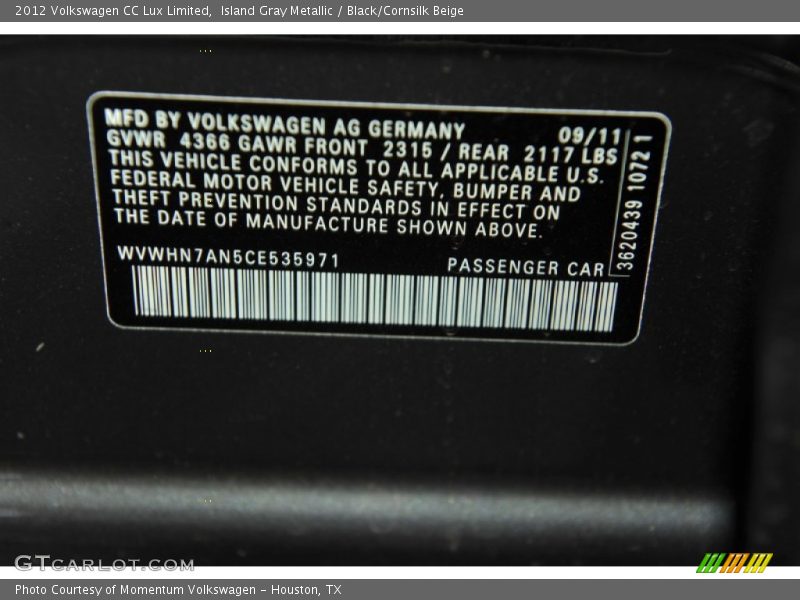 2012 Volkswagen CC Lux Limited,  Island Gray Metallic / Black/Cornsilk Beige
MFD BY VOLKSWAGEN AG GERMANY 09/11
GVWR 4366 GAWR FRONT 2315 / REAR 2117 LBS
THIS VEHICLE CONFORMS TO ALL APPLICABLE U.S.
FEDERAL MOTOR VEHICLE SAFETY, BUMPER AND
THEFT PREVENTION STANDARDS IN EFFECT ON
THE DATE OF MANUFACTURE SHOWN ABOVE.
WVWHN7AN5CE535971 PASSENGER CAR
3620439 1072 1
GTCARLOT.COM
Photo Courtesy of Momentum Volkswagen - Houston, TX